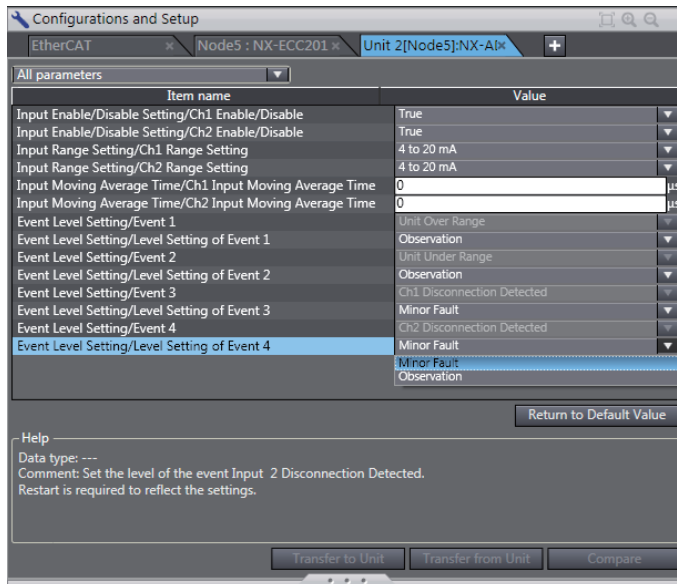 Configurations and Setup
EtherCAT Node5 : NX-ECC201 Unit 2[Node5]:NX-AI
All parameters
Item name Value
Input Enable/Disable Setting/Ch1 Enable/Disable True
Input Enable/Disable Setting/Ch2 Enable/Disable True
Input Range Setting/Ch1 Range Setting 4 to 20 mA
Input Range Setting/Ch2 Range Setting 4 to 20 mA
Input Moving Average Time/Ch1 Input Moving Average Time 0 μs
Input Moving Average Time/Ch2 Input Moving Average Time 0 μs
Event Level Setting/Event 1 Unit Over Range
Event Level Setting/Level Setting of Event 1 Observation
Event Level Setting/Event 2 Unit Under Range
Event Level Setting/Level Setting of Event 2 Observation
Event Level Setting/Event 3 Ch1 Disconnection Detected
Event Level Setting/Level Setting of Event 3 Minor Fault
Event Level Setting/Event 4 Ch2 Disconnection Detected
Event Level Setting/Level Setting of Event 4 Minor Fault
Minor Fault
Observation
Return to Default Value
Help
Data type: ---
Comment: Set the level of the event Input 2 Disconnection Detected.
Restart is required to reflect the settings.
Transfer to Unit Transfer from Unit Compare